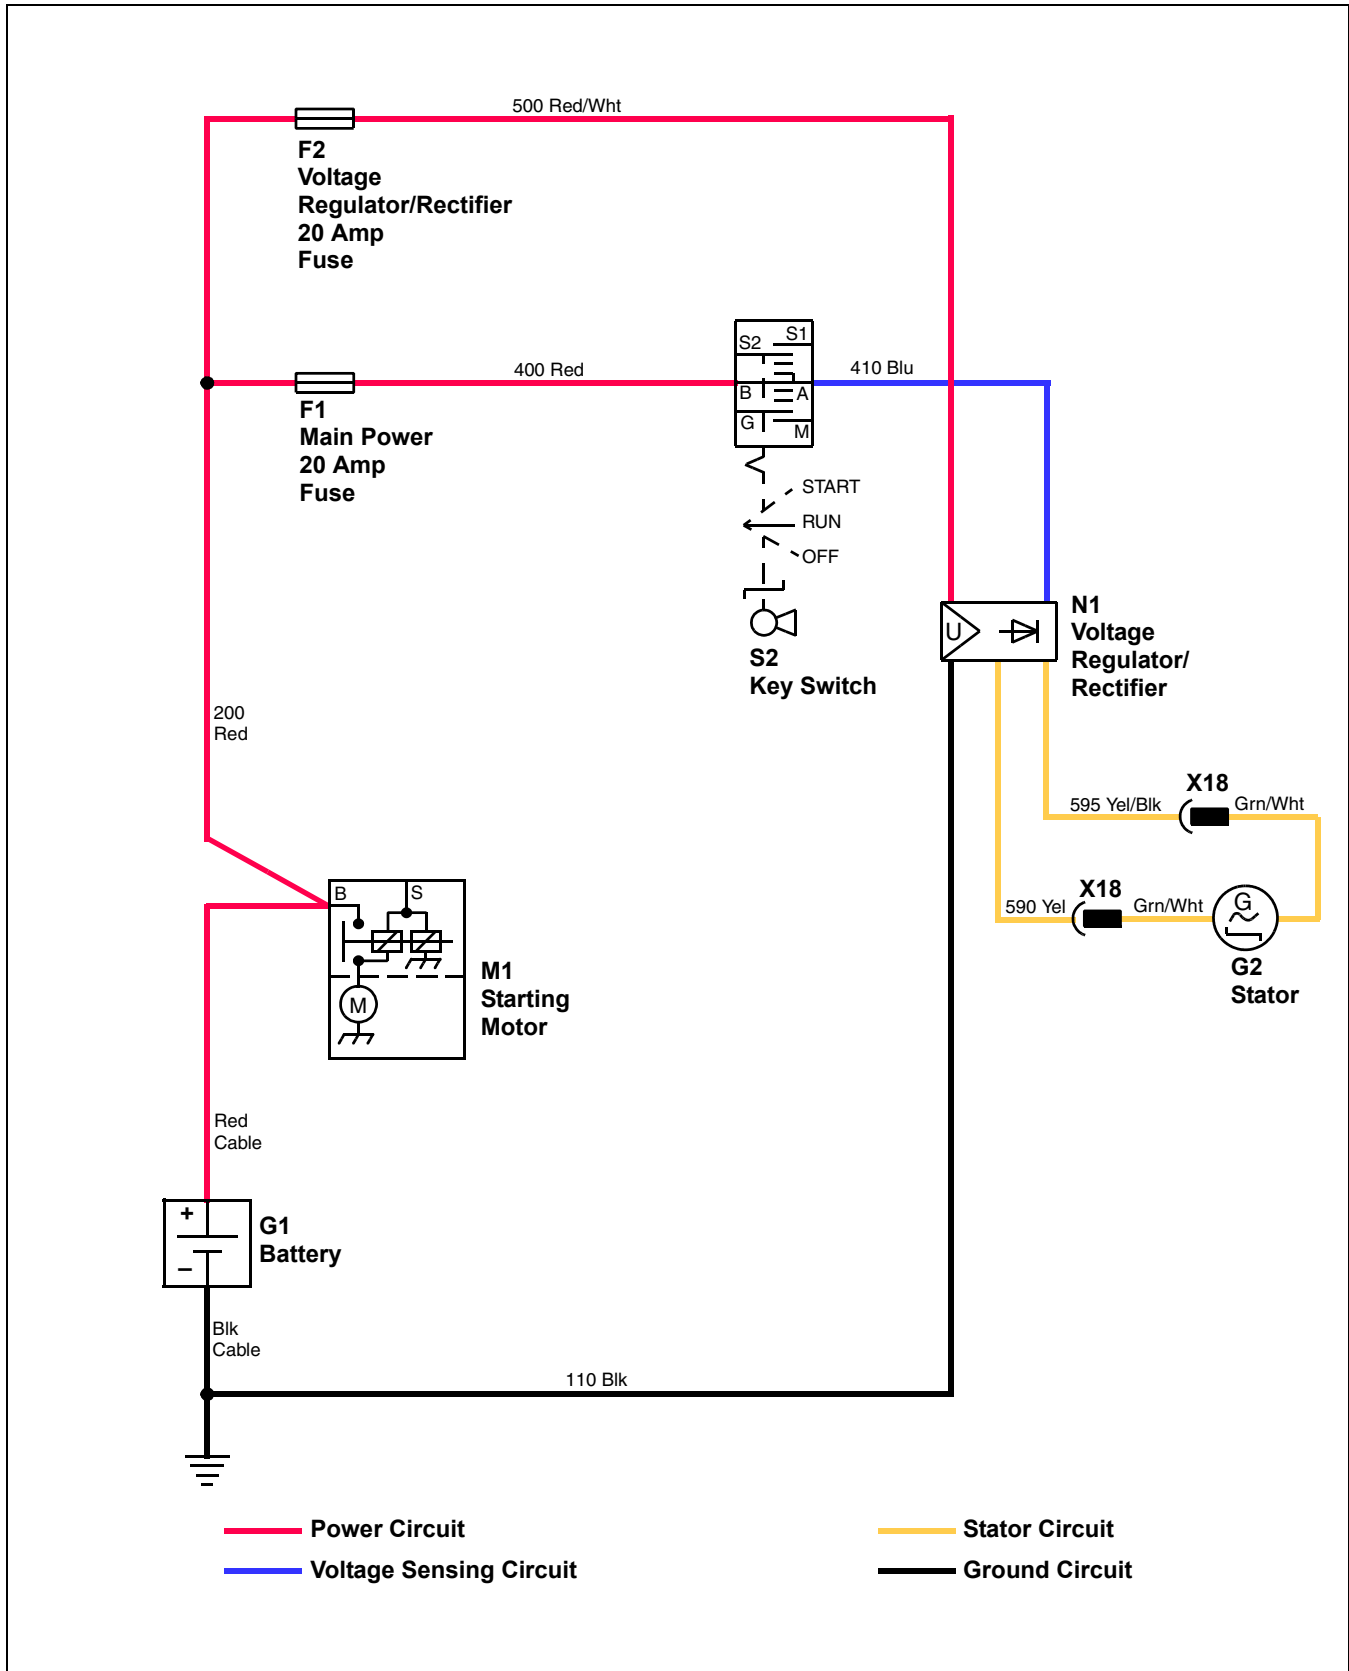 500 Red/Wht
F2
Voltage
Regulator/Rectifier
20 Amp
Fuse
S1
S2
400 Red
410 Blu
B
A
G
M
F1
Main Power
20 Amp
Fuse
START
RUN
OFF
S2
Key Switch
U
N1
Voltage
Regulator/
Rectifier
200
Red
X18
595 Yel/Blk
Grn/Wht
X18
590 Yel
Grn/Wht
G
G2
Stator
B
S
M
M1
Starting
Motor
Red
Cable
+
–
G1
Battery
Blk
Cable
110 Blk
Power Circuit
Voltage Sensing Circuit
Stator Circuit
Ground Circuit